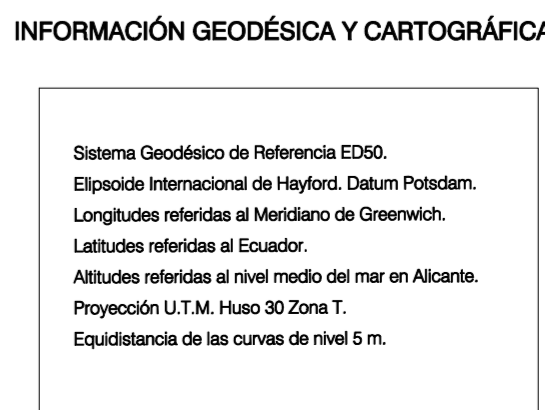 INFORMACIÓN GEODÉSICA Y CARTOGRÁFICA
Sistema Geodésico de Referencia ED50.
Elipsoide Internacional de Hayford. Datum Potsdam.
Longitudes referidas al Meridiano de Greenwich.
Latitudes referidas al Ecuador.
Altitudes referidas al nivel medio del mar en Alicante.
Proyección U.T.M. Huso 30 Zona T.
Equidistancia de las curvas de nivel 5 m.